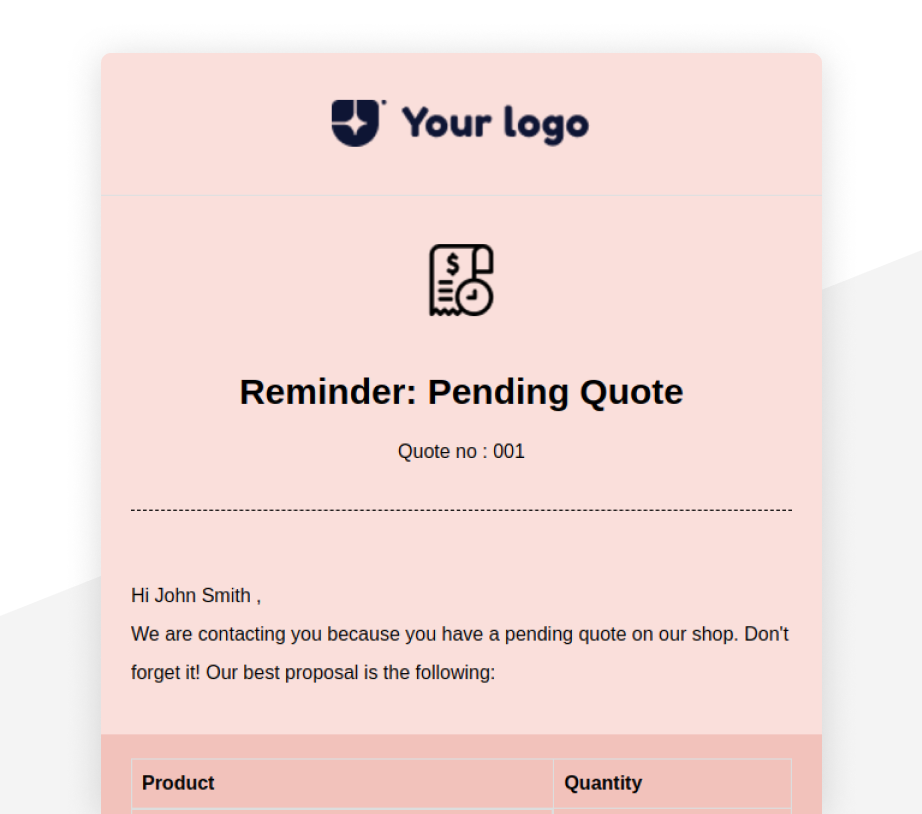 Your logo
$
Reminder: Pending Quote
Quote no : 001
Hi John Smith ,
We are contacting you because you have a pending quote on our shop. Don't
forget it! Our best proposal is the following:
Product Quantity